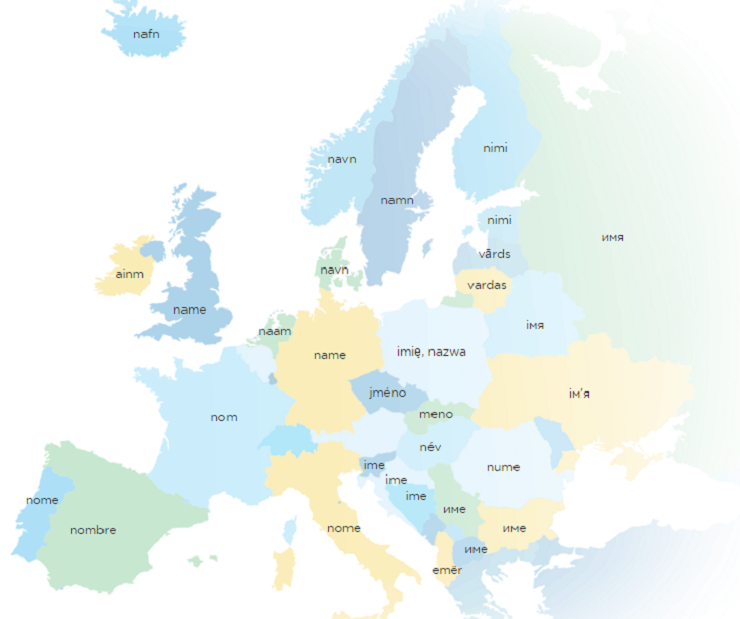 nafn
navn
nimi
namn
nimi
имя
vârds
ainm
navn
vardas
name
імя
naam
name
imię, nazwa
jméno
ім’я
nom
meno
név
ime
nume
ime
ime
nome
име
nombre
nome
име
име
emër